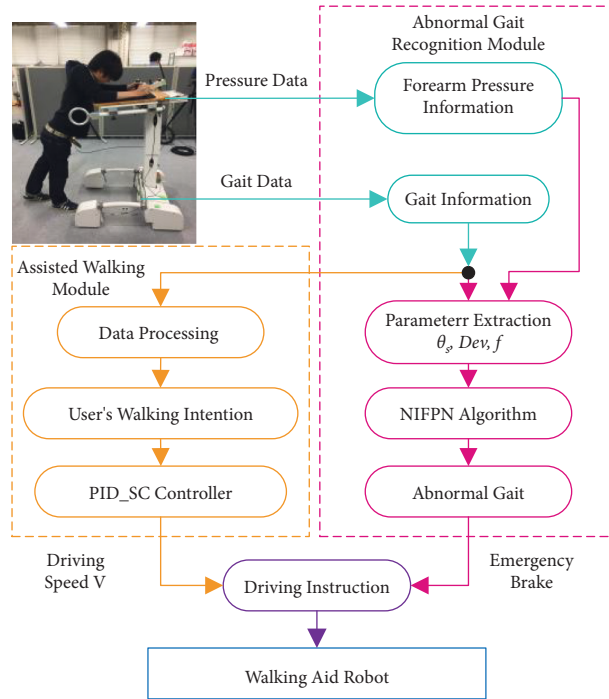 Abnormal Gait
Recognition Module
Pressure Data
Forearm Pressure
Information
Gait Data
Gait Information
Assisted Walking
Module
Data Processing
Parameterr Extraction
θs, Dev, f
User's Walking Intention
NIFPN Algorithm
PID_SC Controller
Abnormal Gait
Driving
Speed V
Emergency
Brake
Driving Instruction
Walking Aid Robot